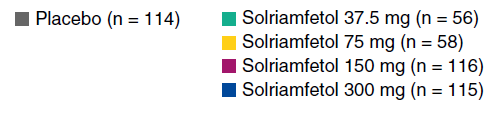 Placebo (n = 114)
Solriamfetol 37.5 mg (n = 56)
Solriamfetol 75 mg (n = 58)
Solriamfetol 150 mg (n = 116)
Solriamfetol 300 mg (n = 115)